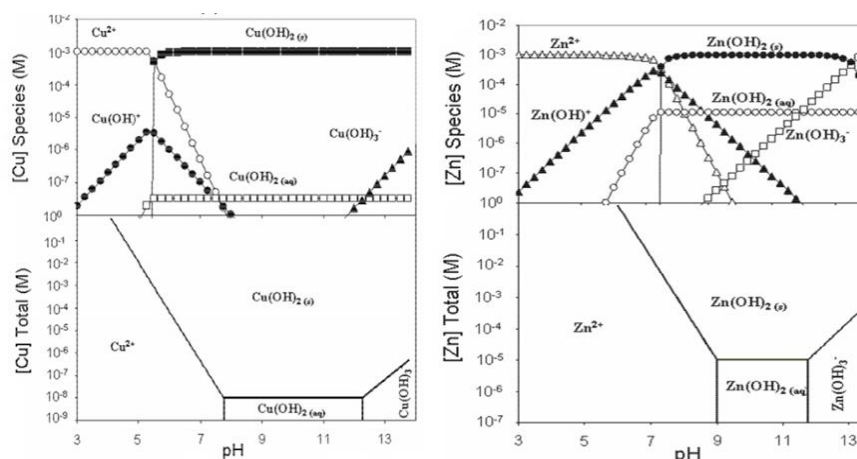 Cu²⁺
Cu(OH)₂ ₍ₛ₎
Cu(OH)⁺
Cu(OH)₃⁻
Cu(OH)₂ ₍aq₎
[Cu] Species (M)
10⁻¹
10⁻²
10⁻³
10⁻⁴
10⁻⁵
10⁻⁶
10⁻⁷
10⁰
10⁻¹
10⁻²
10⁻³
10⁻⁴
10⁻⁵
10⁻⁶
10⁻⁷
10⁻⁸
10⁻⁹
[Cu] Total (M)
Cu(OH)₂ ₍ₛ₎
Cu²⁺
Cu(OH)₂ ₍aq₎
Cu(OH)₃
3 5 7 9 11 13
pH
Zn²⁺
Zn(OH)₂ ₍ₛ₎
Zn(OH)⁺
Zn(OH)₂ ₍aq₎
Zn(OH)₃⁻
[Zn] Species (M)
10⁻¹
10⁻²
10⁻³
10⁻⁴
10⁻⁵
10⁻⁶
10⁻⁷
10⁰
10⁻¹
10⁻²
10⁻³
10⁻⁴
10⁻⁵
10⁻⁶
10⁻⁷
[Zn] Total (M)
Zn(OH)₂ ₍ₛ₎
Zn²⁺
Zn(OH)₂ ₍aq₎
Zn(OH)₃⁻
3 5 7 9 11 13
pH